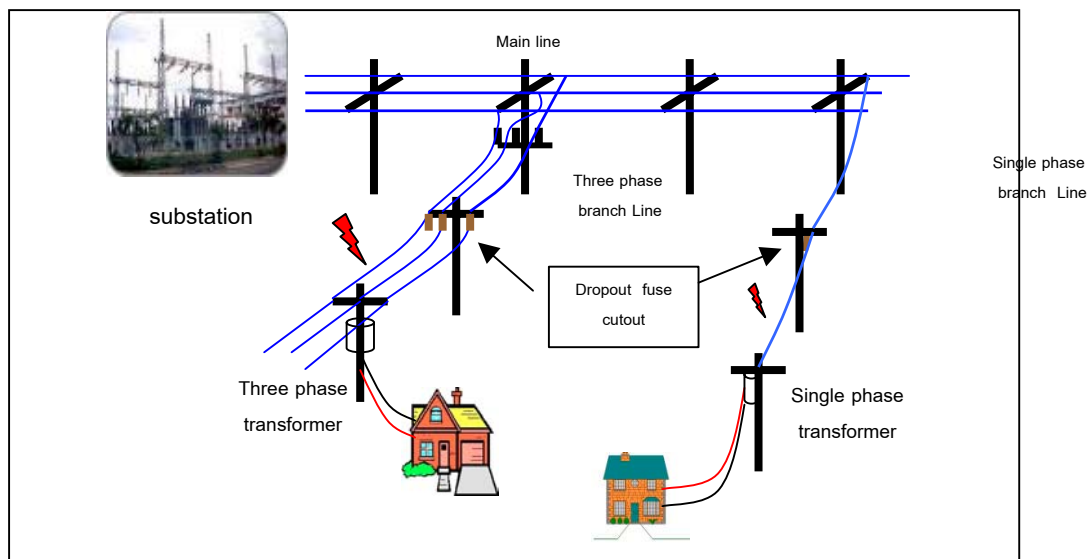 Main line
substation
Three phase
branch Line
Single phase
branch Line
Dropout fuse
cutout
Three phase
transformer
Single phase
transformer